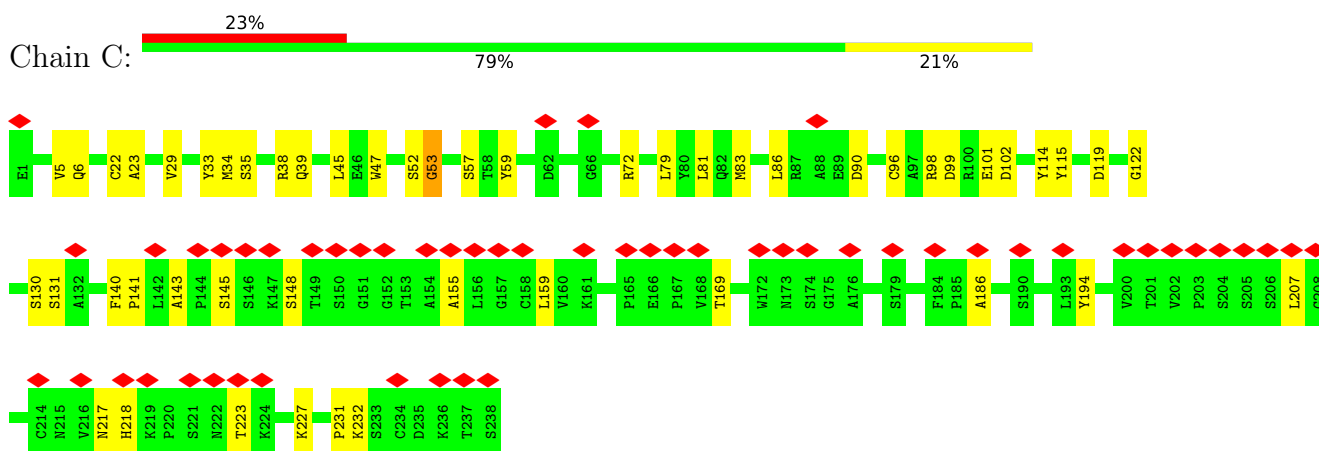 23%
Chain C:
79% 21%
E1 V5 Q6 C22 A23 V29 Y33 M34 S35 R38 Q39 L45 E46 W47 S52 G53 S57 T58 Y59 D62 G66 R72 L79 Y80 L81 Q82 M83 L86 R87 A88 E89 D90 C96 A97 R98 D99 R100 E101 D102 Y114 Y115 D119 G122
S130 S131 A132 F140 P141 L142 A143 P144 S145 S146 K147 S148 T149 S150 G151 G152 T153 A154 A155 L156 G157 C158 L159 V160 K161 P165 E166 P167 V168 T169 W172 N173 S174 G175 A176 S179 F184 P185 A186 S190 L193 Y194 V200 T201 V202 P203 S204 S205 S206 L207
C214 N215 V216 N217 H218 K219 P220 S221 N222 T223 K224 K227 P231 K232 S233 C234 D235 K236 T237 S238